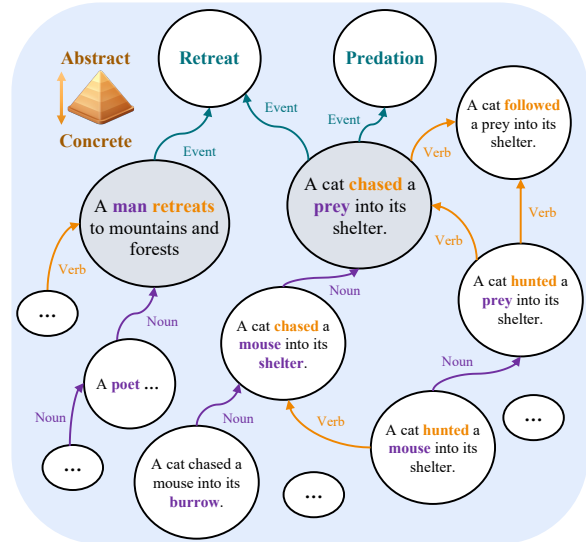 Abstract
Concrete
Retreat
Predation
Event
Event
Event
A cat followed
a prey into its
shelter.
Verb
A man retreats
to mountains and
forests
A cat chased a
prey into its
shelter.
Verb
Verb
...
Noun
Noun
A cat hunted a
prey into its
shelter.
A cat chased a
mouse into its
shelter.
Noun
A poet ...
Noun
Noun
Verb
...
...
A cat chased a
mouse into its
burrow.
A cat hunted a
mouse into its
shelter.
...